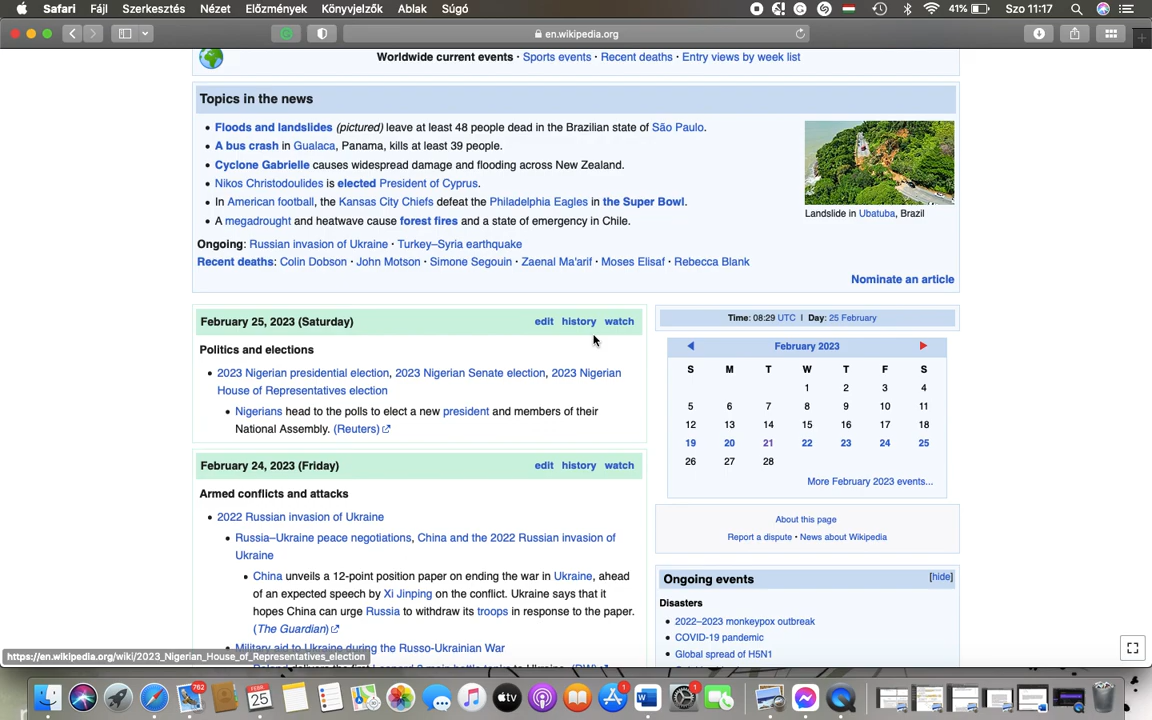 Safari Fájl Szerkesztés Nézet Előzmények Könyvjelzők Ablak Súgó 41% Szo 11:17
en.wikipedia.org
Worldwide current events · Sports events · Recent deaths · Entry views by week list
Topics in the news
• Floods and landslides (pictured) leave at least 48 people dead in the Brazilian state of São Paulo.
• A bus crash in Gualaca, Panama, kills at least 39 people.
• Cyclone Gabrielle causes widespread damage and flooding across New Zealand.
• Nikos Christodoulides is elected President of Cyprus.
• In American football, the Kansas City Chiefs defeat the Philadelphia Eagles in the Super Bowl.
• A megadrought and heatwave cause forest fires and a state of emergency in Chile.
Landslide in Ubatuba, Brazil
Ongoing: Russian invasion of Ukraine · Turkey–Syria earthquake
Recent deaths: Colin Dobson · John Motson · Simone Segouin · Zaenal Ma'arif · Moses Elisaf · Rebecca Blank
Nominate an article
February 25, 2023 (Saturday) edit history watch
Politics and elections
• 2023 Nigerian presidential election, 2023 Nigerian Senate election, 2023 Nigerian
House of Representatives election
• Nigerians head to the polls to elect a new president and members of their
National Assembly. (Reuters)
February 24, 2023 (Friday) edit history watch
Armed conflicts and attacks
• 2022 Russian invasion of Ukraine
• Russia–Ukraine peace negotiations, China and the 2022 Russian invasion of
Ukraine
• China unveils a 12-point position paper on ending the war in Ukraine, ahead
of an expected speech by Xi Jinping on the conflict. Ukraine says that it
hopes China can urge Russia to withdraw its troops in response to the paper.
(The Guardian)
• Military aid to Ukraine during the Russo-Ukrainian War
Time: 08:29 UTC | Day: 25 February
February 2023
S M T W T F S
1 2 3 4
5 6 7 8 9 10 11
12 13 14 15 16 17 18
19 20 21 22 23 24 25
26 27 28
More February 2023 events...
About this page
Report a dispute • News about Wikipedia
Ongoing events [hide]
Disasters
• 2022–2023 monkeypox outbreak
• COVID-19 pandemic
• Global spread of H5N1
https://en.wikipedia.org/wiki/2023_Nigerian_House_of_Representatives_election
762
FEBR.
25
1
1
tv
W